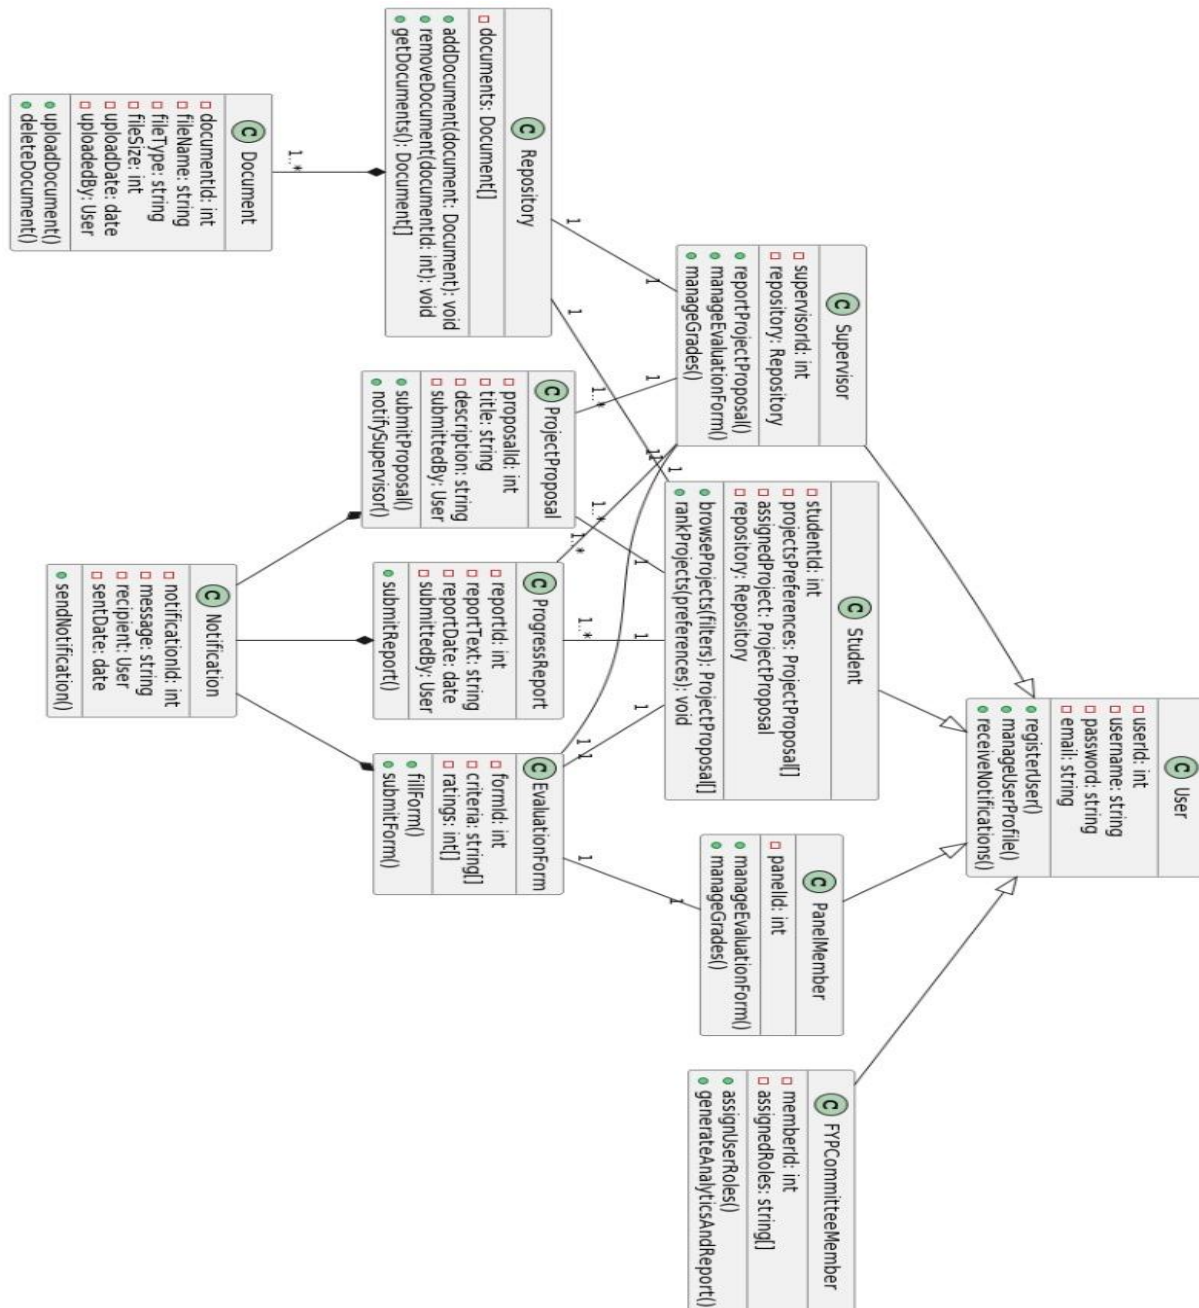 C User
userId: int
username: string
password: string
email: string
registerUser()
manageUserProfile()
receiveNotifications()
C Supervisor
supervisorId: int
repository: Repository
reportProjectProposal()
manageEvaluationForm()
manageGrades()
C Student
studentId: int
projectsPreferences: ProjectProposal[]
assignedProject: ProjectProposal
repository: Repository
browseProjects(filters): ProjectProposal[]
rankProjects(preferences): void
C PanelMember
panelId: int
manageEvaluationForm()
manageGrades()
C FYPCommitteeMember
memberId: int
assignedRoles: string[]
assignUserRoles()
generateAnalyticsAndReport()
1
1
1
1
1
1
1
1
1
1
1
1..*
1..*
1..*
1..*
1
1
1
C Repository
documents: Document[]
addDocument(document: Document): void
removeDocument(documentId: int): void
getDocuments(): Document[]
C ProjectProposal
proposalId: int
title: string
description: string
submittedBy: User
submitProposal()
notifySupervisor()
C ProgressReport
reportId: int
reportText: string
reportDate: date
submittedBy: User
submitReport()
C EvaluationForm
formId: int
criteria: string[]
ratings: int[]
fillForm()
submitForm()
1..*
C Document
documentId: int
fileName: string
fileType: string
fileSize: int
uploadDate: date
uploadedBy: User
uploadDocument()
deleteDocument()
C Notification
notificationId: int
message: string
recipient: User
sentDate: date
sendNotification()